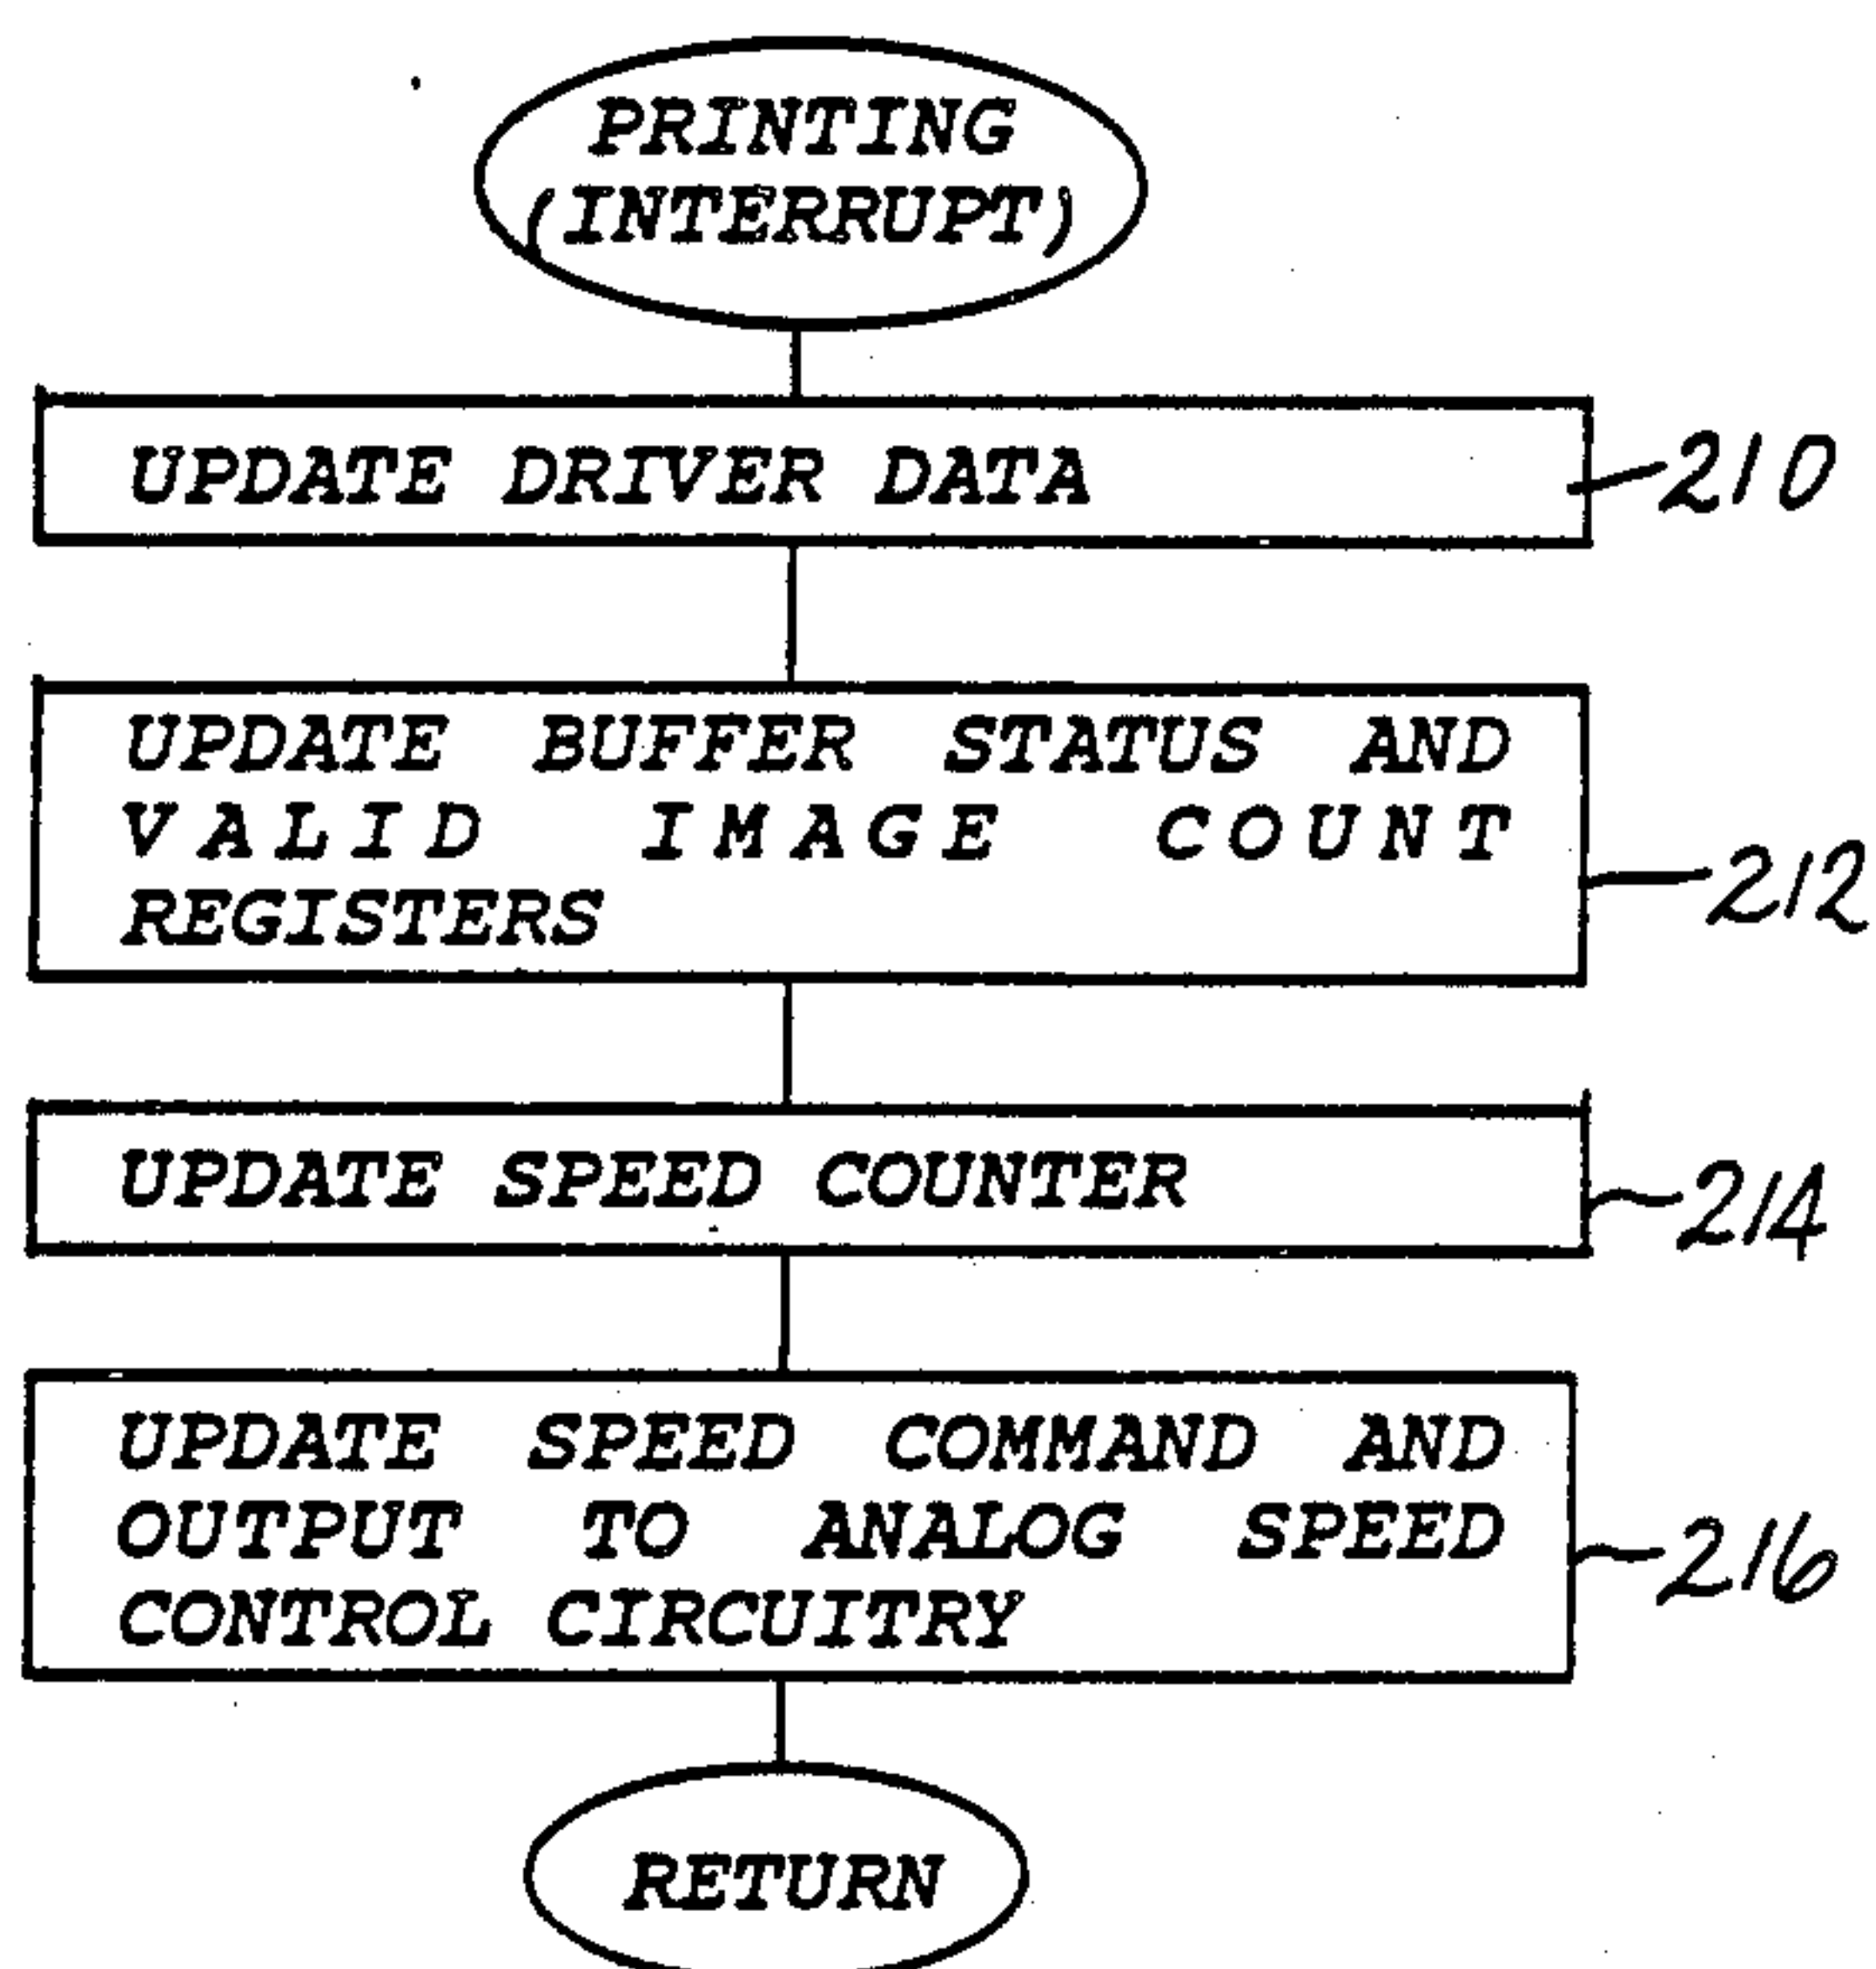 PRINTING
(INTERRUPT)
UPDATE DRIVER DATA
210
UPDATE BUFFER STATUS AND
VALID IMAGE COUNT
REGISTERS
212
UPDATE SPEED COUNTER
214
UPDATE SPEED COMMAND AND
OUTPUT TO ANALOG SPEED
CONTROL CIRCUITRY
216
RETURN